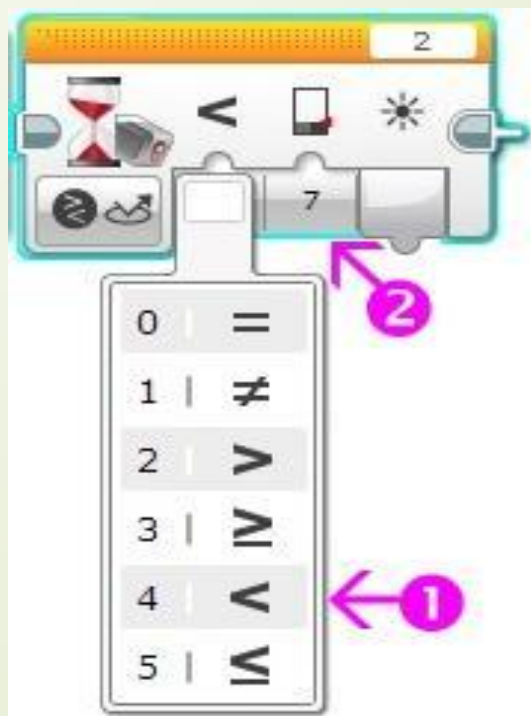 2
<
7
2
0 | =
1 | ≠
2 | >
3 | ≥
4 | < 1
5 | ≤